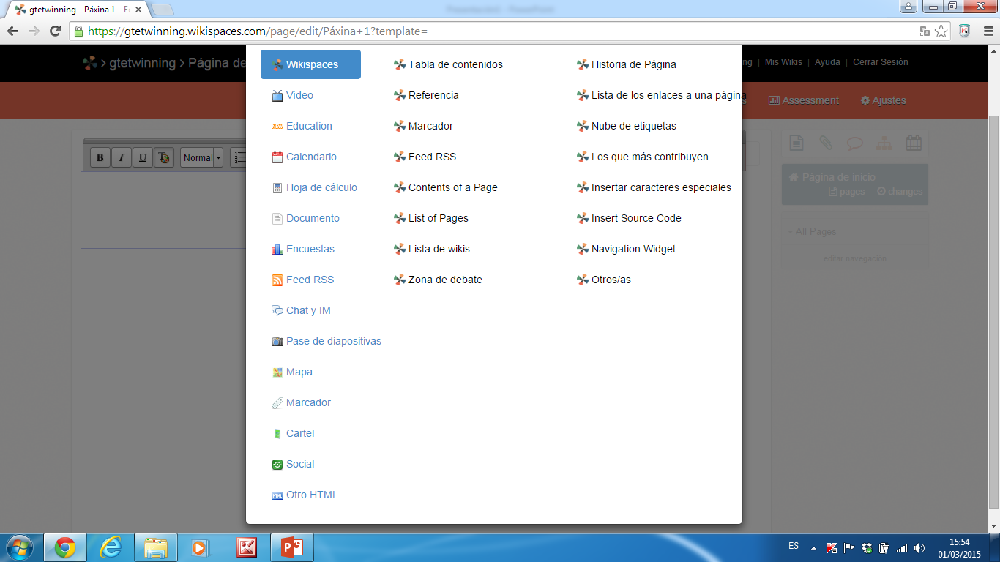 gtetwinning - Páxina 1 - E
Presentación1 - PowerPoint
https://gtetwinning.wikispaces.com/page/edit/Páxina+1?template=
> gtetwinning > Página de
ng | Mis Wikis | Ayuda | Cerrar Sesión
s Assessment Ajustes
B I U Normal
Página de inicio
pages changes
All Pages
editar navegación
Wikispaces
Vídeo
Education
Calendario
Hoja de cálculo
Documento
Encuestas
Feed RSS
Chat y IM
Pase de diapositivas
Mapa
Marcador
Cartel
Social
Otro HTML
Tabla de contenidos
Referencia
Marcador
Feed RSS
Contents of a Page
List of Pages
Lista de wikis
Zona de debate
Historia de Página
Lista de los enlaces a una página
Nube de etiquetas
Los que más contribuyen
Insertar caracteres especiales
Insert Source Code
Navigation Widget
Otros/as
ES
15:54
01/03/2015